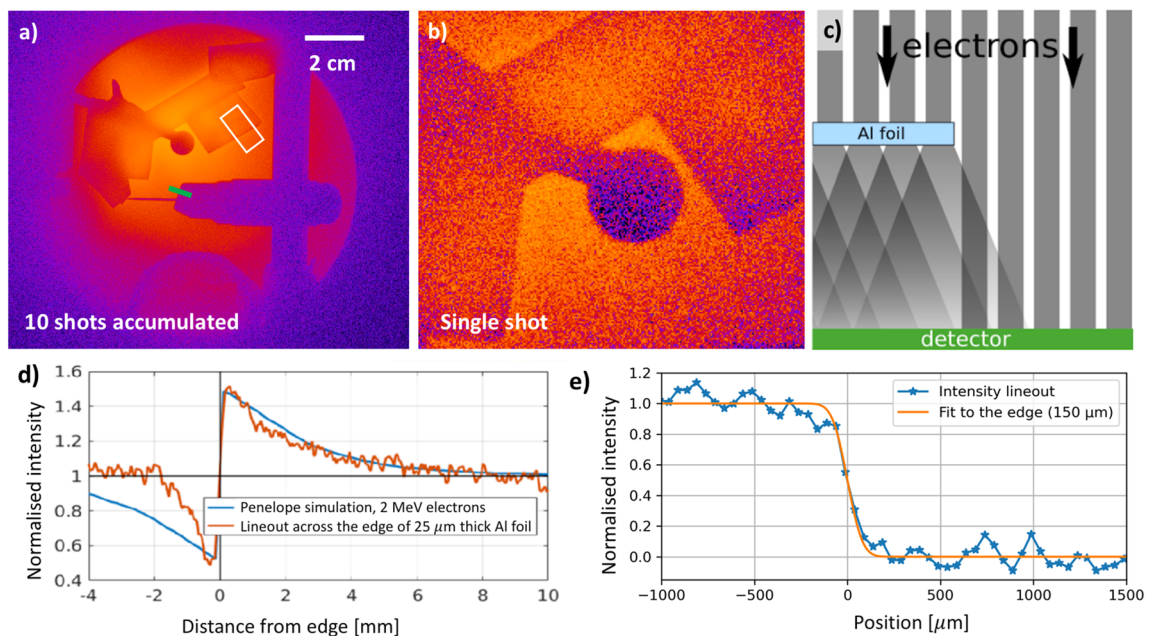 a)
2 cm
10 shots accumulated
b)
Single shot
c)
electrons
Al foil
detector
d)
Normalised intensity
1.6
1.4
1.2
1
0.8
0.6
0.4
-4
-2
0
2
4
6
8
10
Penelope simulation, 2 MeV electrons
Lineout across the edge of 25 μm thick Al foil
Distance from edge [mm]
e)
Normalised intensity
1.2
1.0
0.8
0.6
0.4
0.2
0.0
−1000
−500
0
500
1000
1500
Intensity lineout
Fit to the edge (150 μm)
Position [μm]